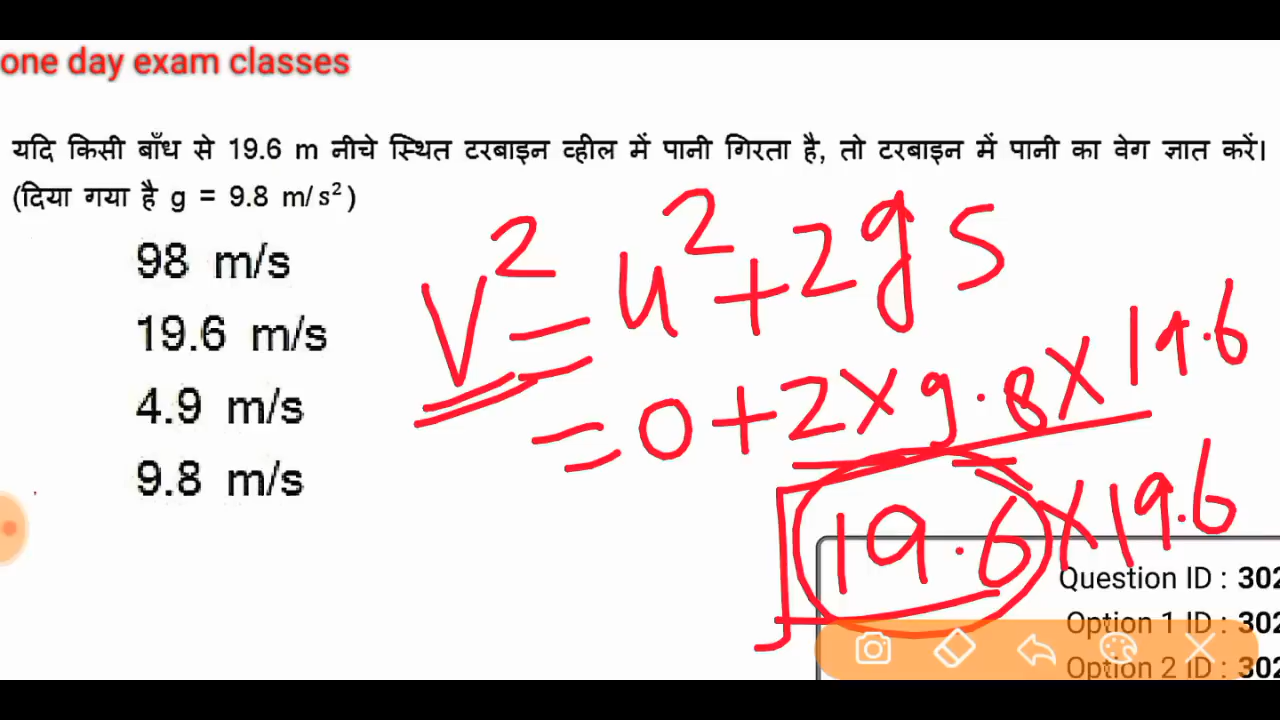 one day exam classes
यदि किसी बाँध से 19.6 m नीचे स्थित टरबाइन व्हील में पानी गिरता है, तो टरबाइन में पानी का वेग ज्ञात करें।
(दिया गया है g = 9.8 m/s²)
98 m/s
19.6 m/s
4.9 m/s
9.8 m/s
V² = u² + 2gs
= 0 + 2 × 9.8 × 19.6
19.6 × 19.6
Question ID : 302
Option 1 ID : 302
Option 2 ID : 302